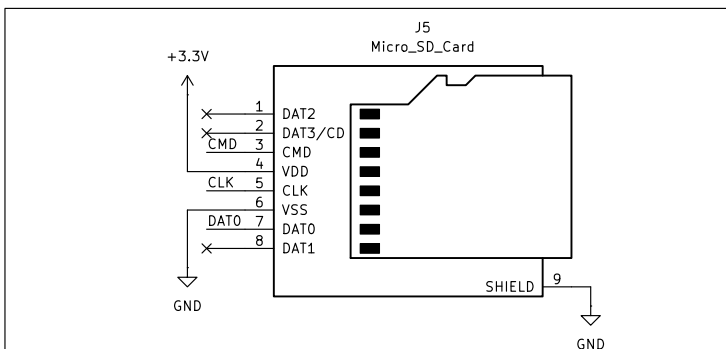 J5
Micro_SD_Card
+3.3V
1 DAT2
2 DAT3/CD
CMD 3 CMD
4 VDD
CLK 5 CLK
6 VSS
DAT0 7 DAT0
8 DAT1
SHIELD 9
GND
GND